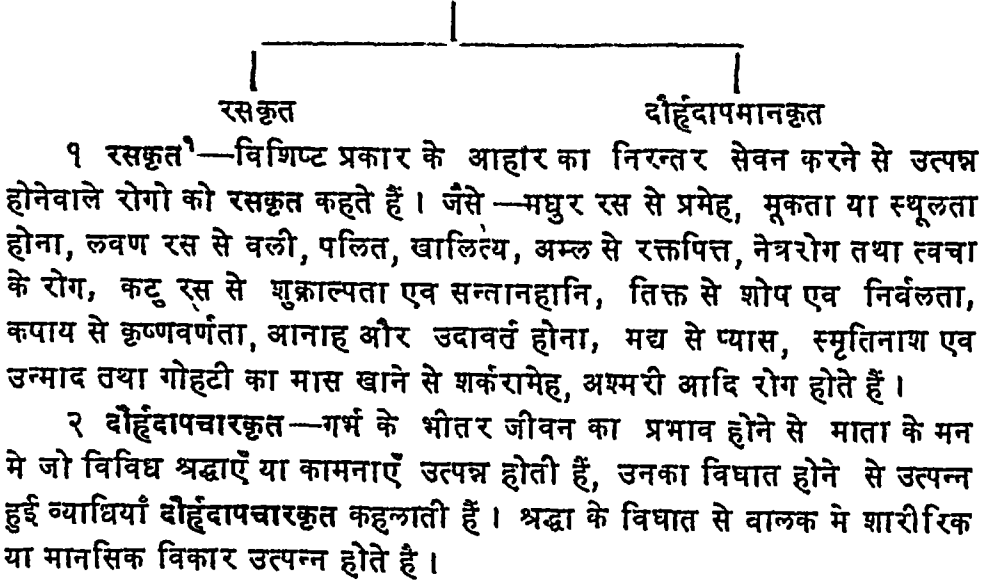 रसकृत दौर्हृदापमानकृत
१ रसकृत—विशिष्ट प्रकार के आहार का निरन्तर सेवन करने से उत्पन्न
होनेवाले रोगो को रसकृत कहते हैं । जैसे—मधुर रस से प्रमेह, मूकता या स्थूलता
होना, लवण रस से वली, पलित, खालित्य, अम्ल से रक्तपित्त, नेत्ररोग तथा त्वचा
के रोग, कटु रस से शुक्राल्पता एव सन्तानहानि, तिक्त से शोप एव निर्वलता,
कपाय से कृष्णवर्णता, आनाह और उदावर्त होना, मद्य से प्यास, स्मृतिनाश एव
उन्माद तथा गोहटी का मास खाने से शर्करामेह, अश्मरी आदि रोग होते हैं ।
२ दौर्हृदापचारकृत—गर्भ के भीतर जीवन का प्रभाव होने से माता के मन
मे जो विविध श्रद्धाएँ या कामनाएँ उत्पन्न होती हैं, उनका विघात होने से उत्पन्न
हुई व्याधियाँ दौर्हृदापचारकृत कहलाती हैं । श्रद्धा के विघात से वालक मे शारीरिक
या मानसिक विकार उत्पन्न होते है ।